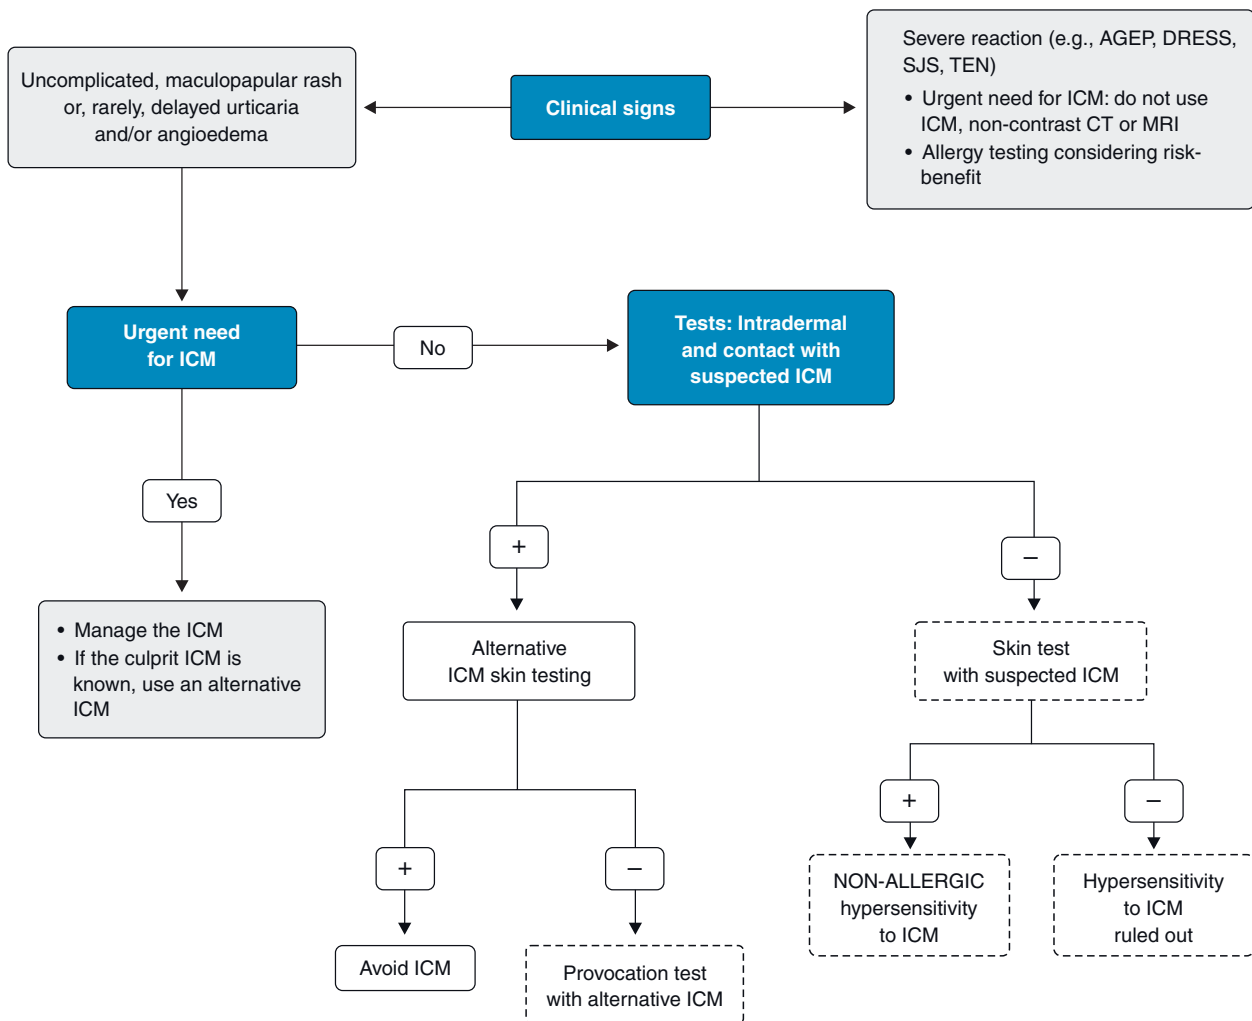 Uncomplicated, maculopapular rash
or, rarely, delayed urticaria
and/or angioedema
Clinical signs
Severe reaction (e.g., AGEP, DRESS,
SJS, TEN)
• Urgent need for ICM: do not use
ICM, non-contrast CT or MRI
• Allergy testing considering risk-
benefit
Urgent need
for ICM
No
Tests: Intradermal
and contact with
suspected ICM
Yes
+
−
• Manage the ICM
• If the culprit ICM is
known, use an alternative
ICM
Alternative
ICM skin testing
Skin test
with suspected ICM
+
−
+
−
Avoid ICM
Provocation test
with alternative ICM
NON-ALLERGIC
hypersensitivity
to ICM
Hypersensitivity
to ICM
ruled out